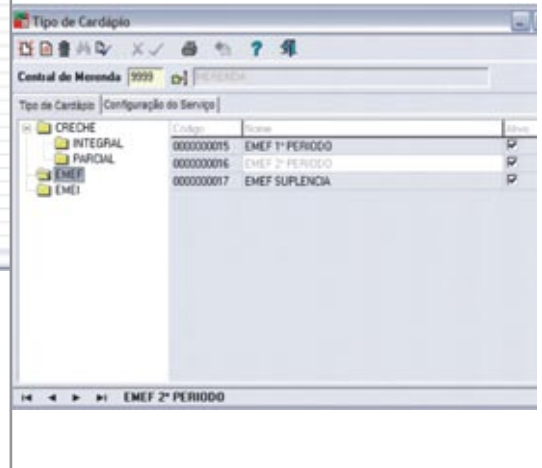 Tipo de Cardápio
Central de Merenda 9999 MERENDA
Tipo de Cardápio Configuração do Serviço
CRECHE
INTEGRAL
PARCIAL
EMEF
EMEI
Código Nome Ativo
0000000015 EMEF 1º PERIODO
0000000016 EMEF 2º PERIODO
0000000017 EMEF SUPLENCIA
EMEF 2º PERIODO